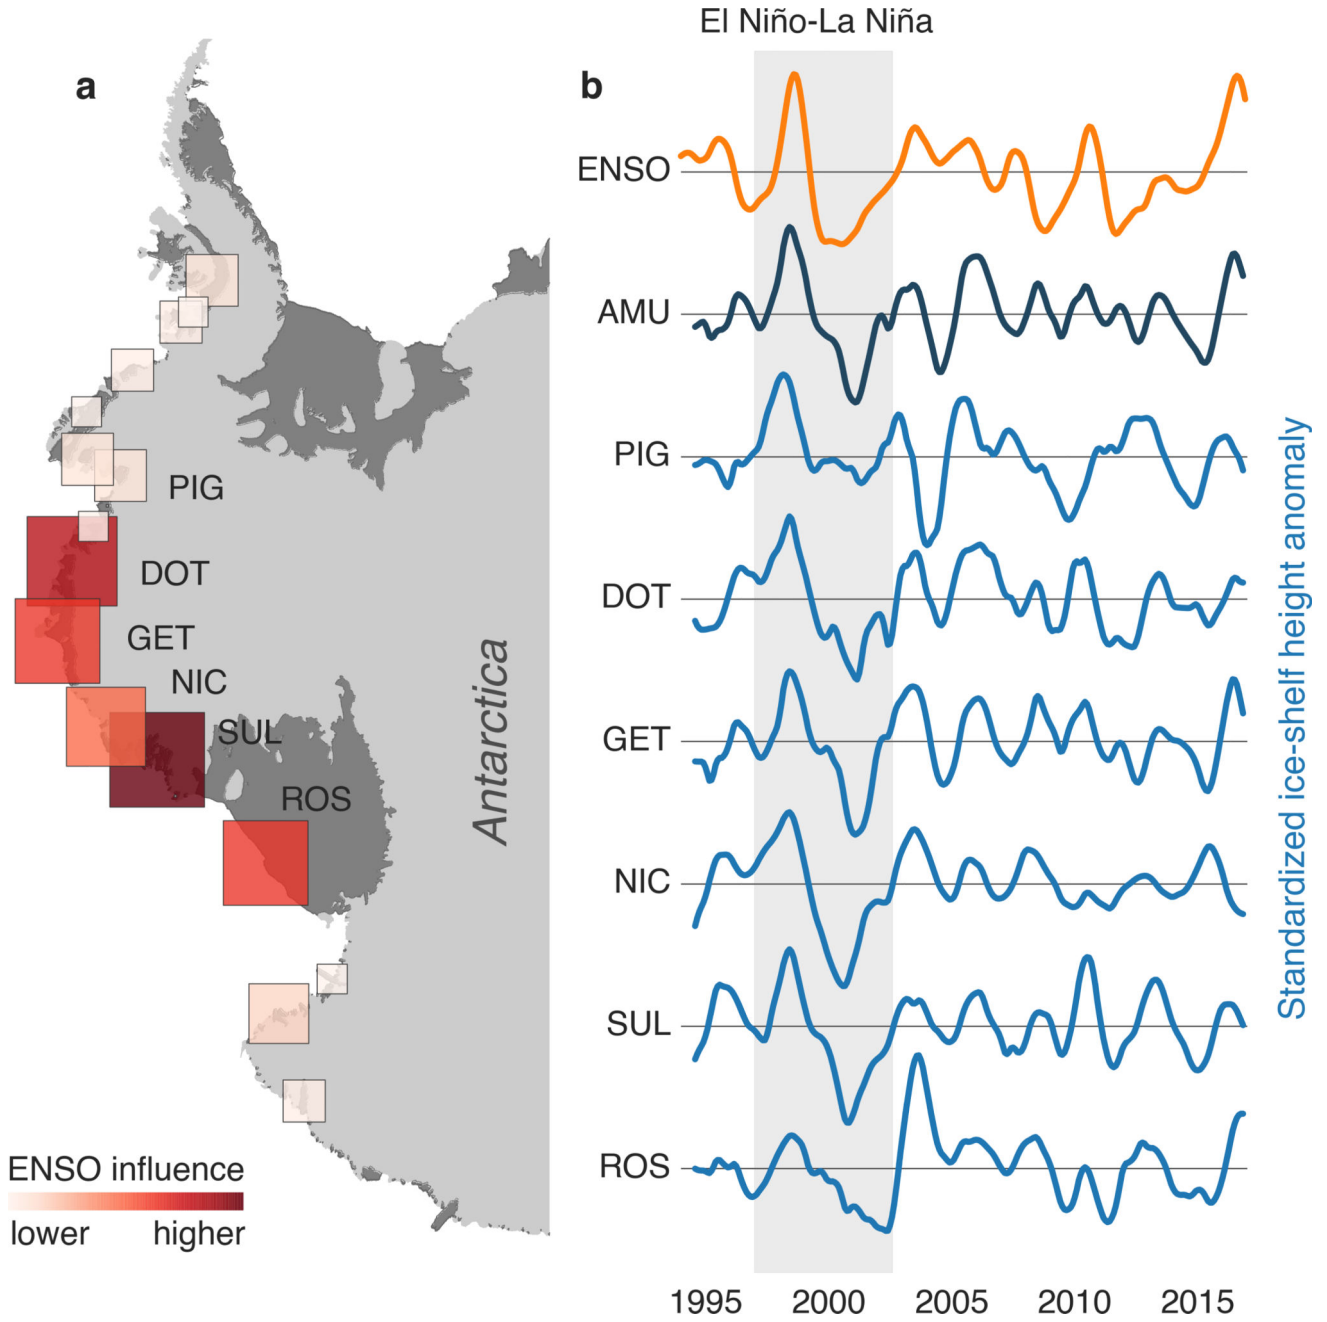 El Niño-La Niña
a
b
ENSO
AMU
PIG
DOT
GET
NIC
SUL
ROS
PIG
DOT
GET
NIC
SUL
ROS
Antarctica
Standardized ice-shelf height anomaly
ENSO influence
lower higher
1995 2000 2005 2010 2015